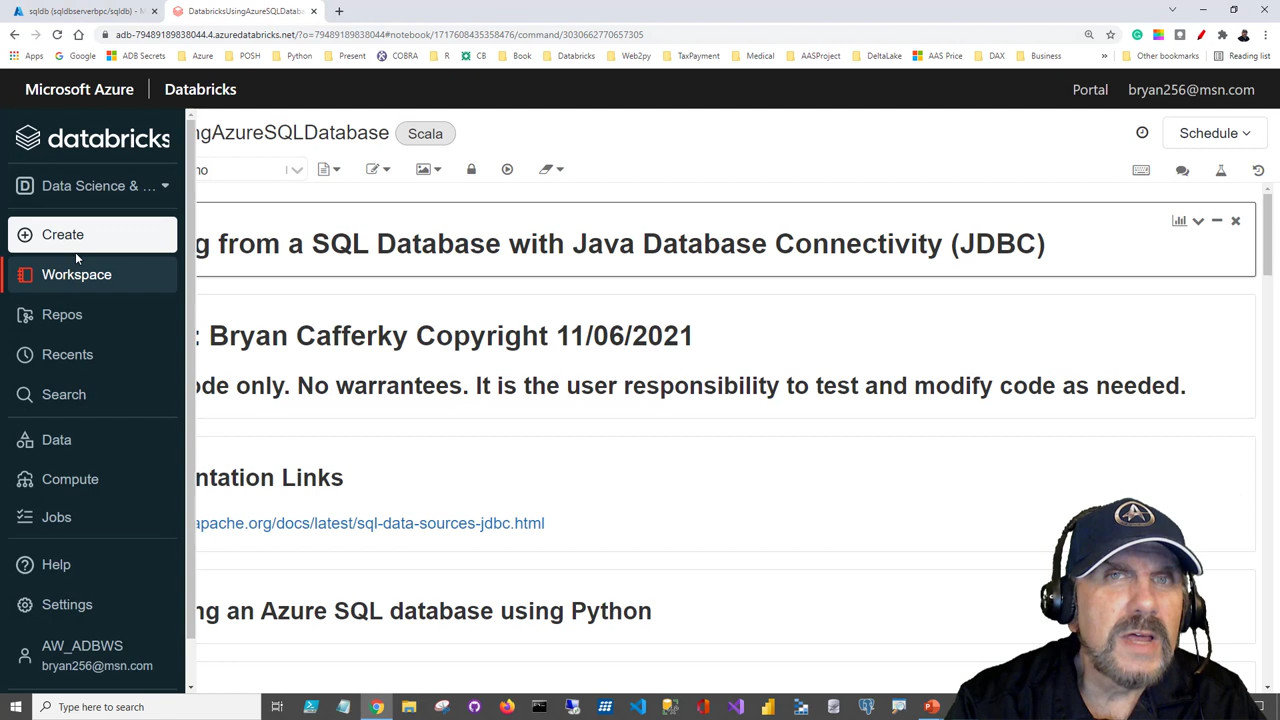 sqldb (sqldbserverbpc/sqldb) - M
DatabricksUsingAzureSQLDatab
adb-79489189838044.4.azuredatabricks.net/?o=79489189838044#notebook/1717608435358476/command/3030662770657305
Apps
Google
ADB Secrets
Azure
POSH
Python
Present
COBRA
R
CB
Book
Databricks
Web2py
TaxPayment
Medical
AASProject
DeltaLake
AAS Price
DAX
Business
Other bookmarks
Reading list
Microsoft Azure
Databricks
Portal
bryan256@msn.com
databricks
ngAzureSQLDatabase
Scala
Schedule
Data Science & ...
no
Create
g from a SQL Database with Java Database Connectivity (JDBC)
Workspace
Repos
: Bryan Cafferky Copyright 11/06/2021
Recents
ode only. No warrantees. It is the user responsibility to test and modify code as needed.
Search
Data
Compute
ntation Links
Jobs
apache.org/docs/latest/sql-data-sources-jdbc.html
Help
Settings
ng an Azure SQL database using Python
AW_ADBWS
bryan256@msn.com
Type here to search